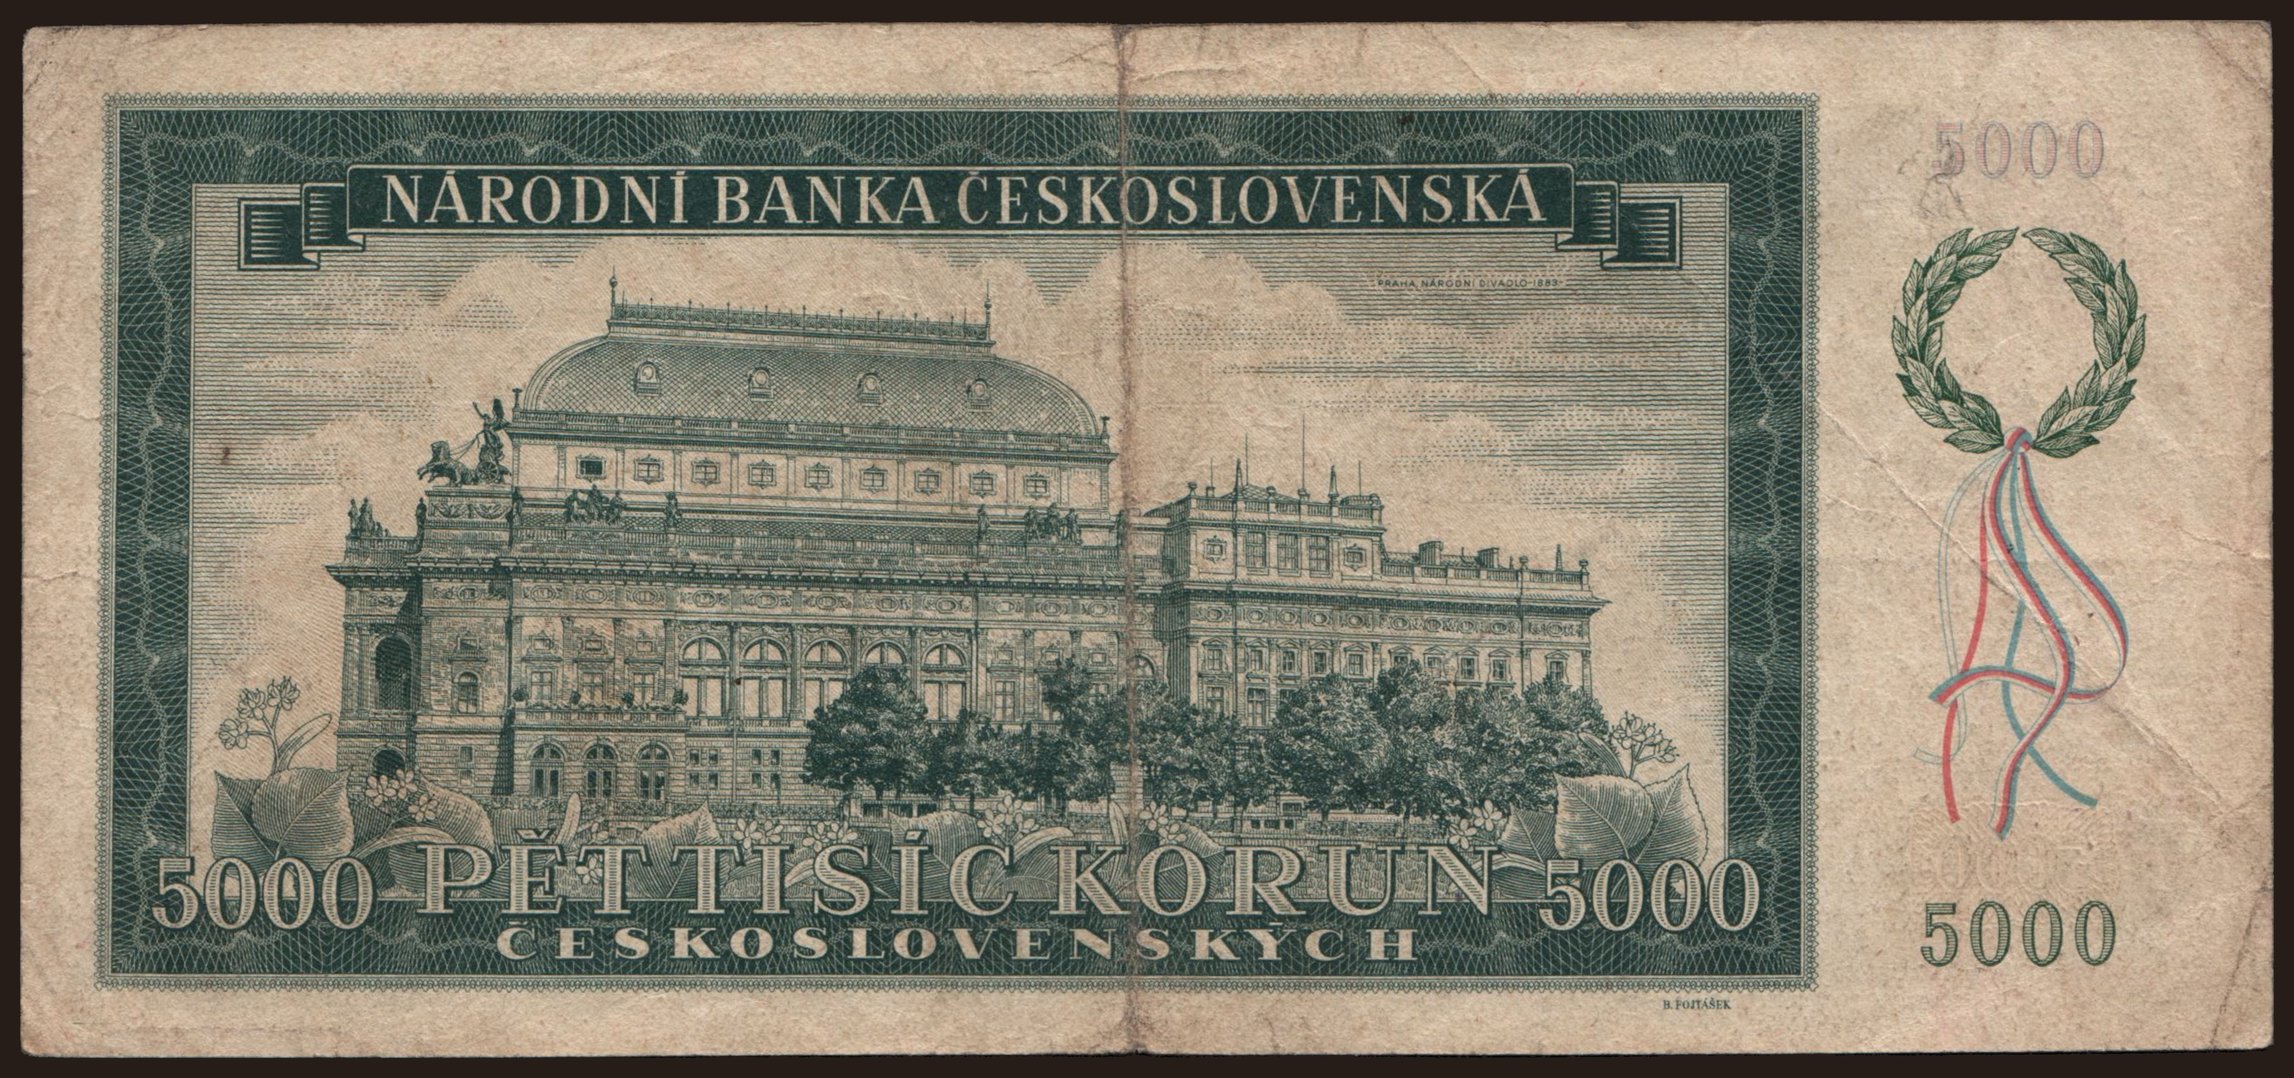 NÁRODNÍ BANKA ČESKOSLOVENSKÁ
5000
PRAHA, NÁRODNÍ DIVADLO-1883-
5000 PĚT TISÍC KORUN 5000
ČESKOSLOVENSKÝCH
5000
B. FOJTÁŠEK